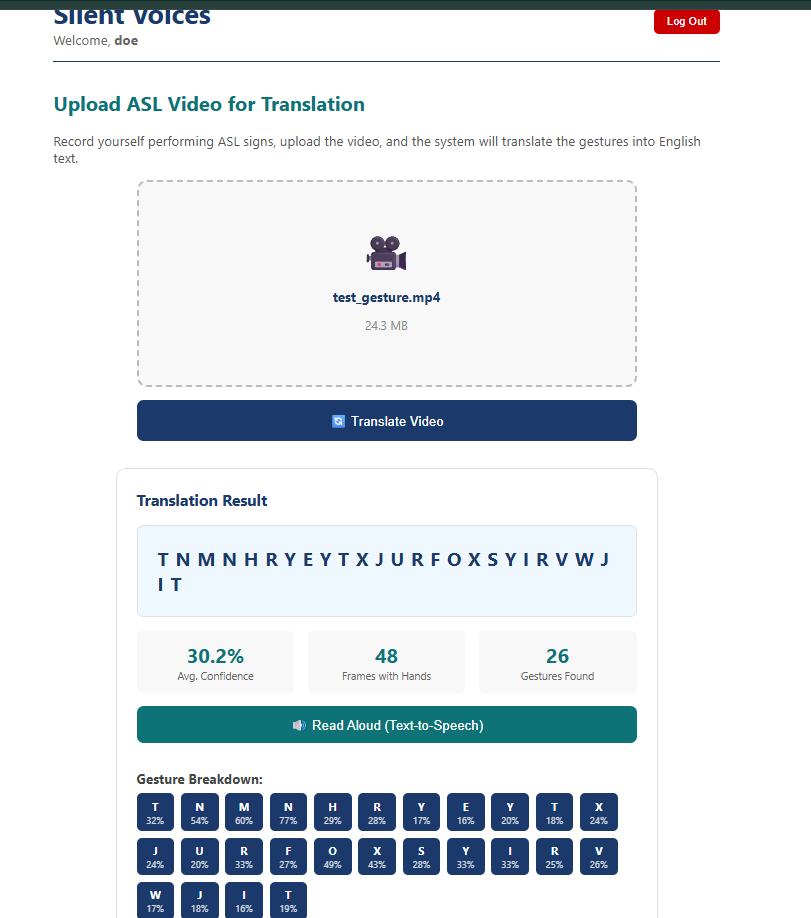 Silent Voices
Log Out
Welcome, doe
Upload ASL Video for Translation
Record yourself performing ASL signs, upload the video, and the system will translate the gestures into English
text.
test_gesture.mp4
24.3 MB
Translate Video
Translation Result
T N M N H R Y E Y T X J U R F O X S Y I R V W J
I T
30.2% 48 26
Avg. Confidence Frames with Hands Gestures Found
Read Aloud (Text-to-Speech)
Gesture Breakdown:
T N M N H R Y E Y T X
32% 54% 60% 77% 29% 28% 17% 16% 20% 18% 24%
J U R F O X S Y I R V
24% 20% 33% 27% 49% 43% 28% 33% 33% 25% 26%
W J I T
17% 18% 16% 19%